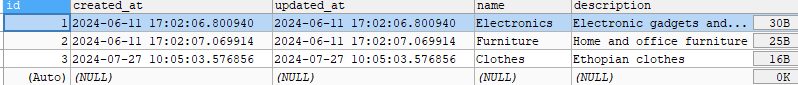 id created_at updated_at name description
1 2024-06-11 17:02:06.800940 2024-06-11 17:02:06.800940 Electronics Electronic gadgets and... 30B
2 2024-06-11 17:02:07.069914 2024-06-11 17:02:07.069914 Furniture Home and office furniture 25B
3 2024-07-27 10:05:03.576856 2024-07-27 10:05:03.576856 Clothes Ethopian clothes 16B
(Auto) (NULL) (NULL) (NULL) (NULL) 0K